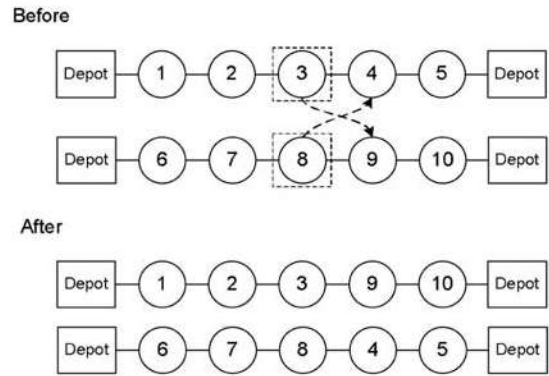 Before
Depot 1 2 3 4 5 Depot
Depot 6 7 8 9 10 Depot
After
Depot 1 2 3 9 10 Depot
Depot 6 7 8 4 5 Depot